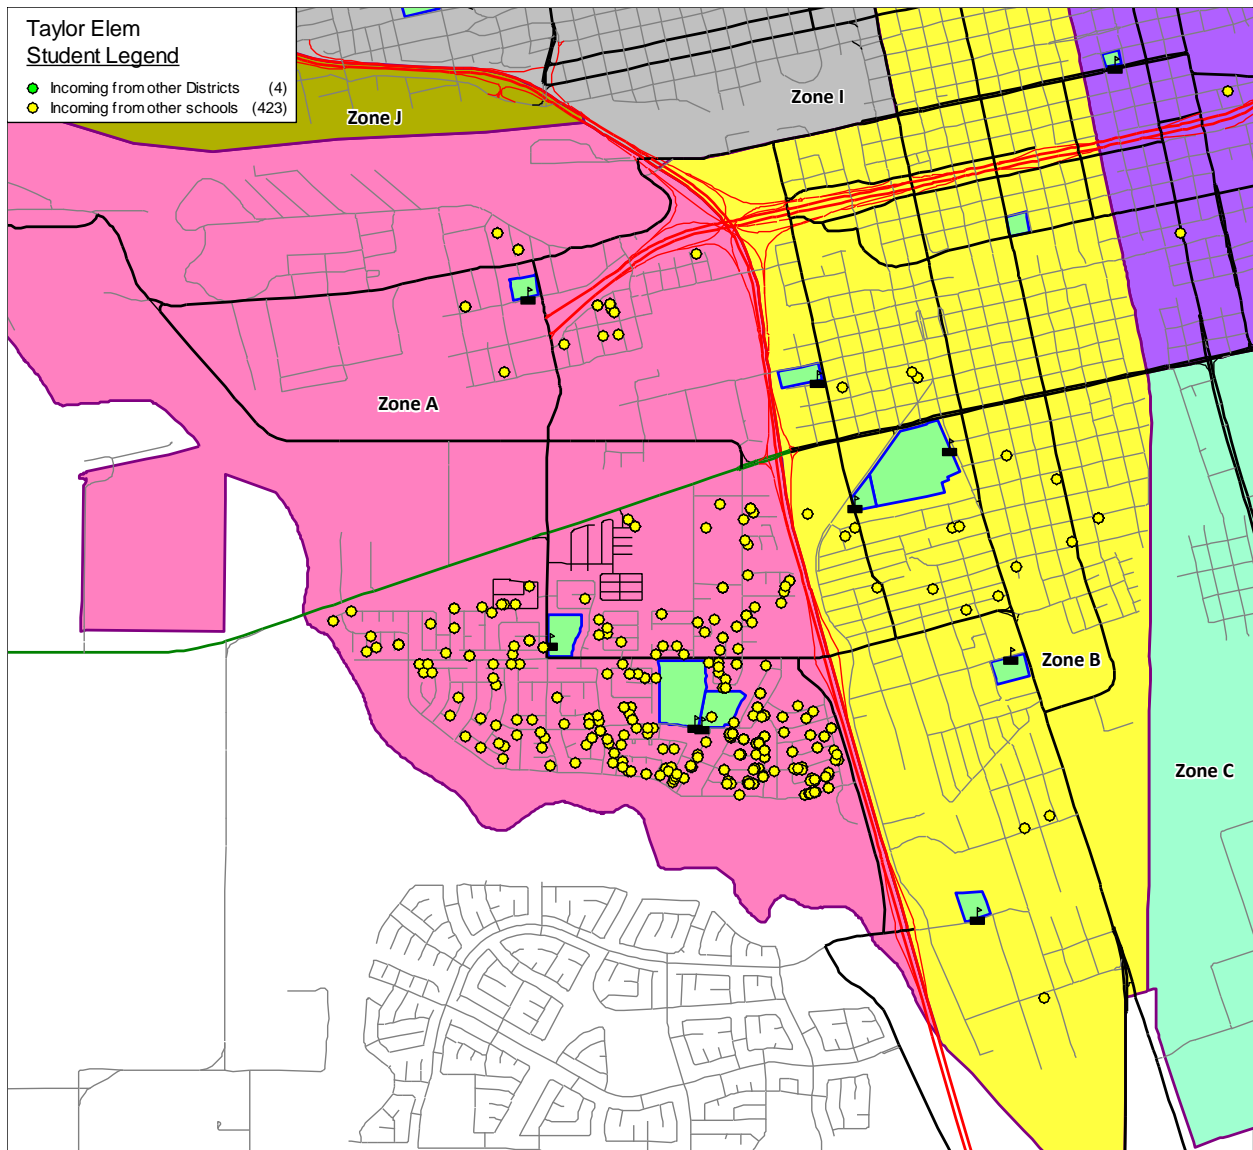 Taylor Elem
Student Legend
Incoming from other Districts (4)
Incoming from other schools (423)
Zone J
Zone I
Zone A
Zone B
Zone C